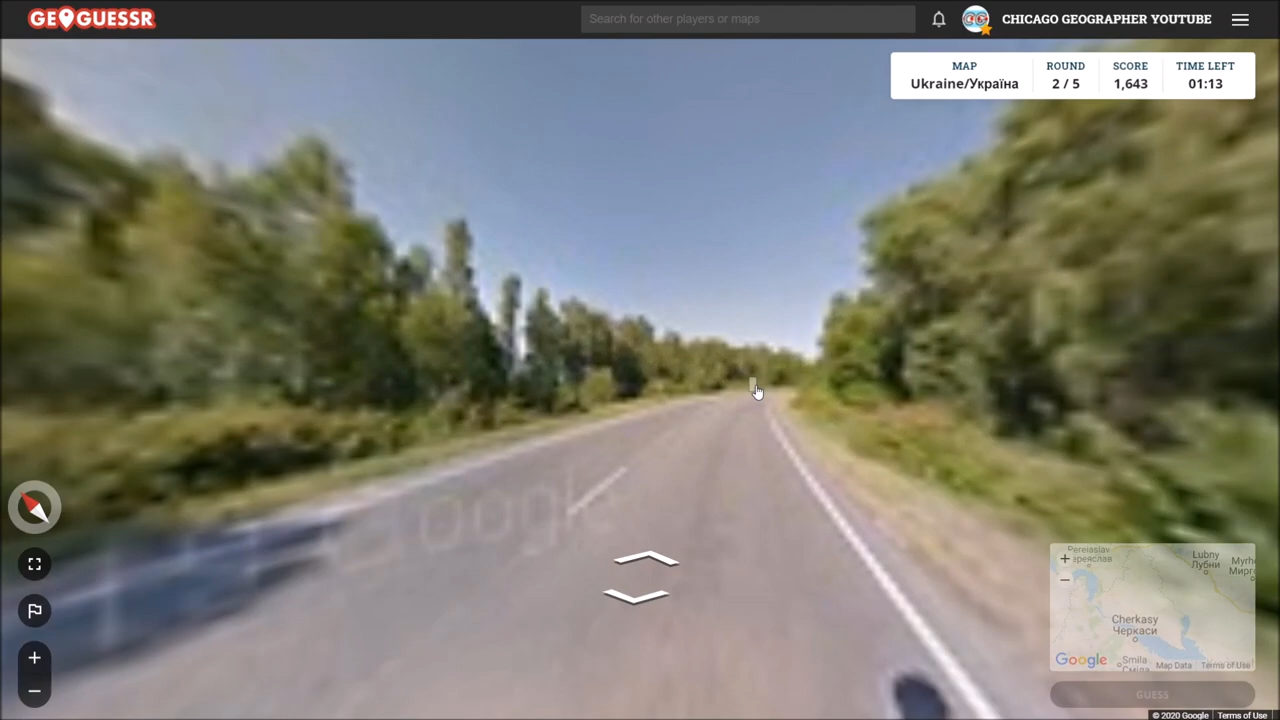 GEOGUESSR
Search for other players or maps
CHICAGO GEOGRAPHER YOUTUBE
MAP ROUND SCORE TIME LEFT
Ukraine/Україна 2 / 5 1,643 01:13
Google
Pereiaslav
Lubny
Лубни
Cherkasy
Черкаси
Smila
Сміла
Google
Map Data
Terms of Use
GUESS
© 2020 Google
Terms of Use